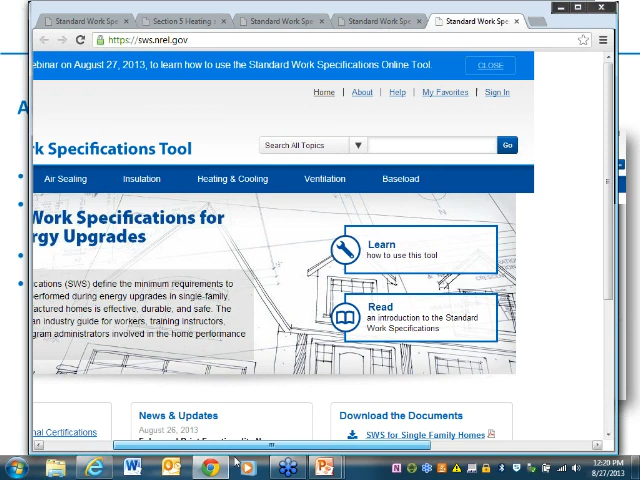 Standard Work Spe
Section 5 Heating
Standard Work Spe
Standard Work Spe
Standard Work Spe
https://sws.nrel.gov
ebinar on August 27, 2013, to learn how to use the Standard Work Specifications Online Tool.
CLOSE
Home | About | Help | My Favorites | Sign In
rk Specifications Tool
Search All Topics
Go
Air Sealing
Insulation
Heating & Cooling
Ventilation
Baseload
Work Specifications for
rgy Upgrades
Learn
how to use this tool
ications (SWS) define the minimum requirements to
erformed during energy upgrades in single-family,
actured homes is effective, durable, and safe. The
an industry guide for workers, training instructors,
ogram administrators involved in the home performance
Read
an introduction to the Standard
Work Specifications
nal Certifications
News & Updates
August 26, 2013
Download the Documents
SWS for Single Family Homes
12:20 PM
8/27/2013